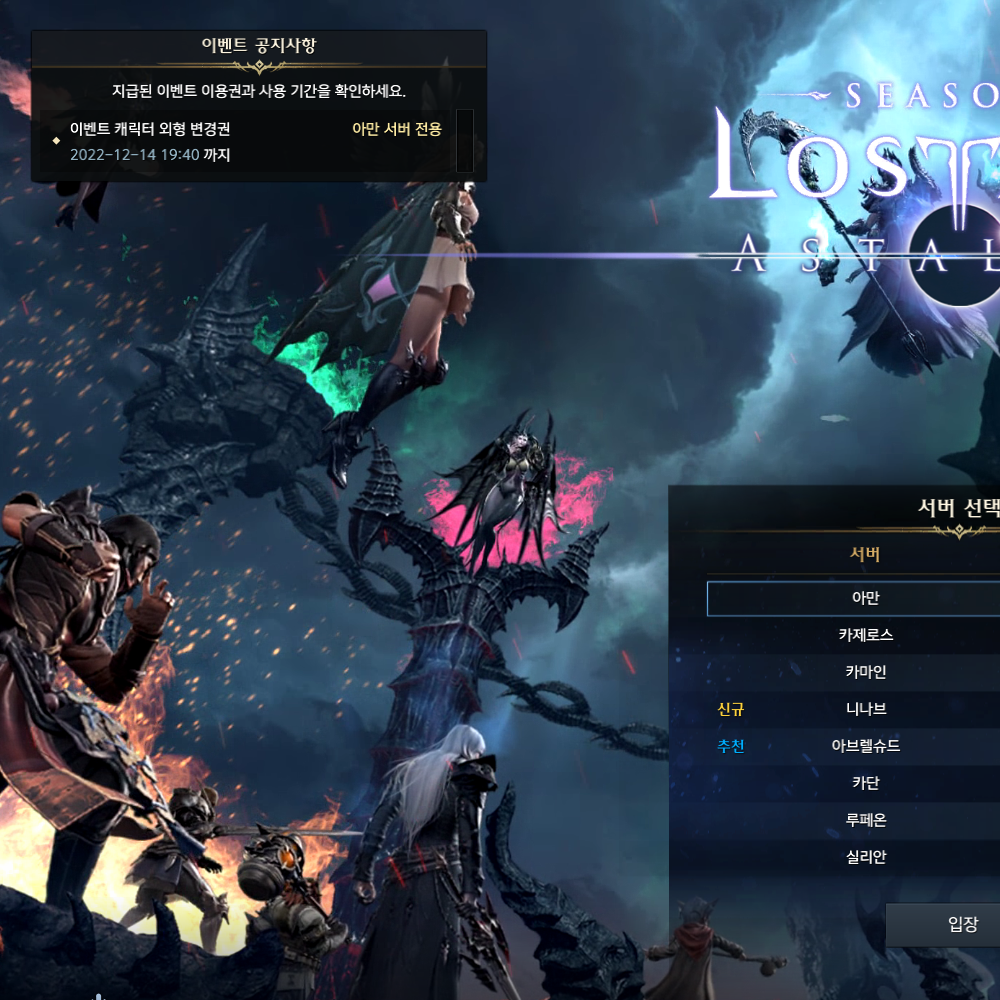 이벤트 공지사항
지급된 이벤트 이용권과 사용 기간을 확인하세요.
이벤트 캐릭터 외형 변경권 아만 서버 전용
2022-12-14 19:40 까지
SEASO
LOST
ASTAL
서버 선택
서버
아만
카제로스
카마인
신규 니나브
추천 아브렐슈드
카단
루페온
실리안
입장